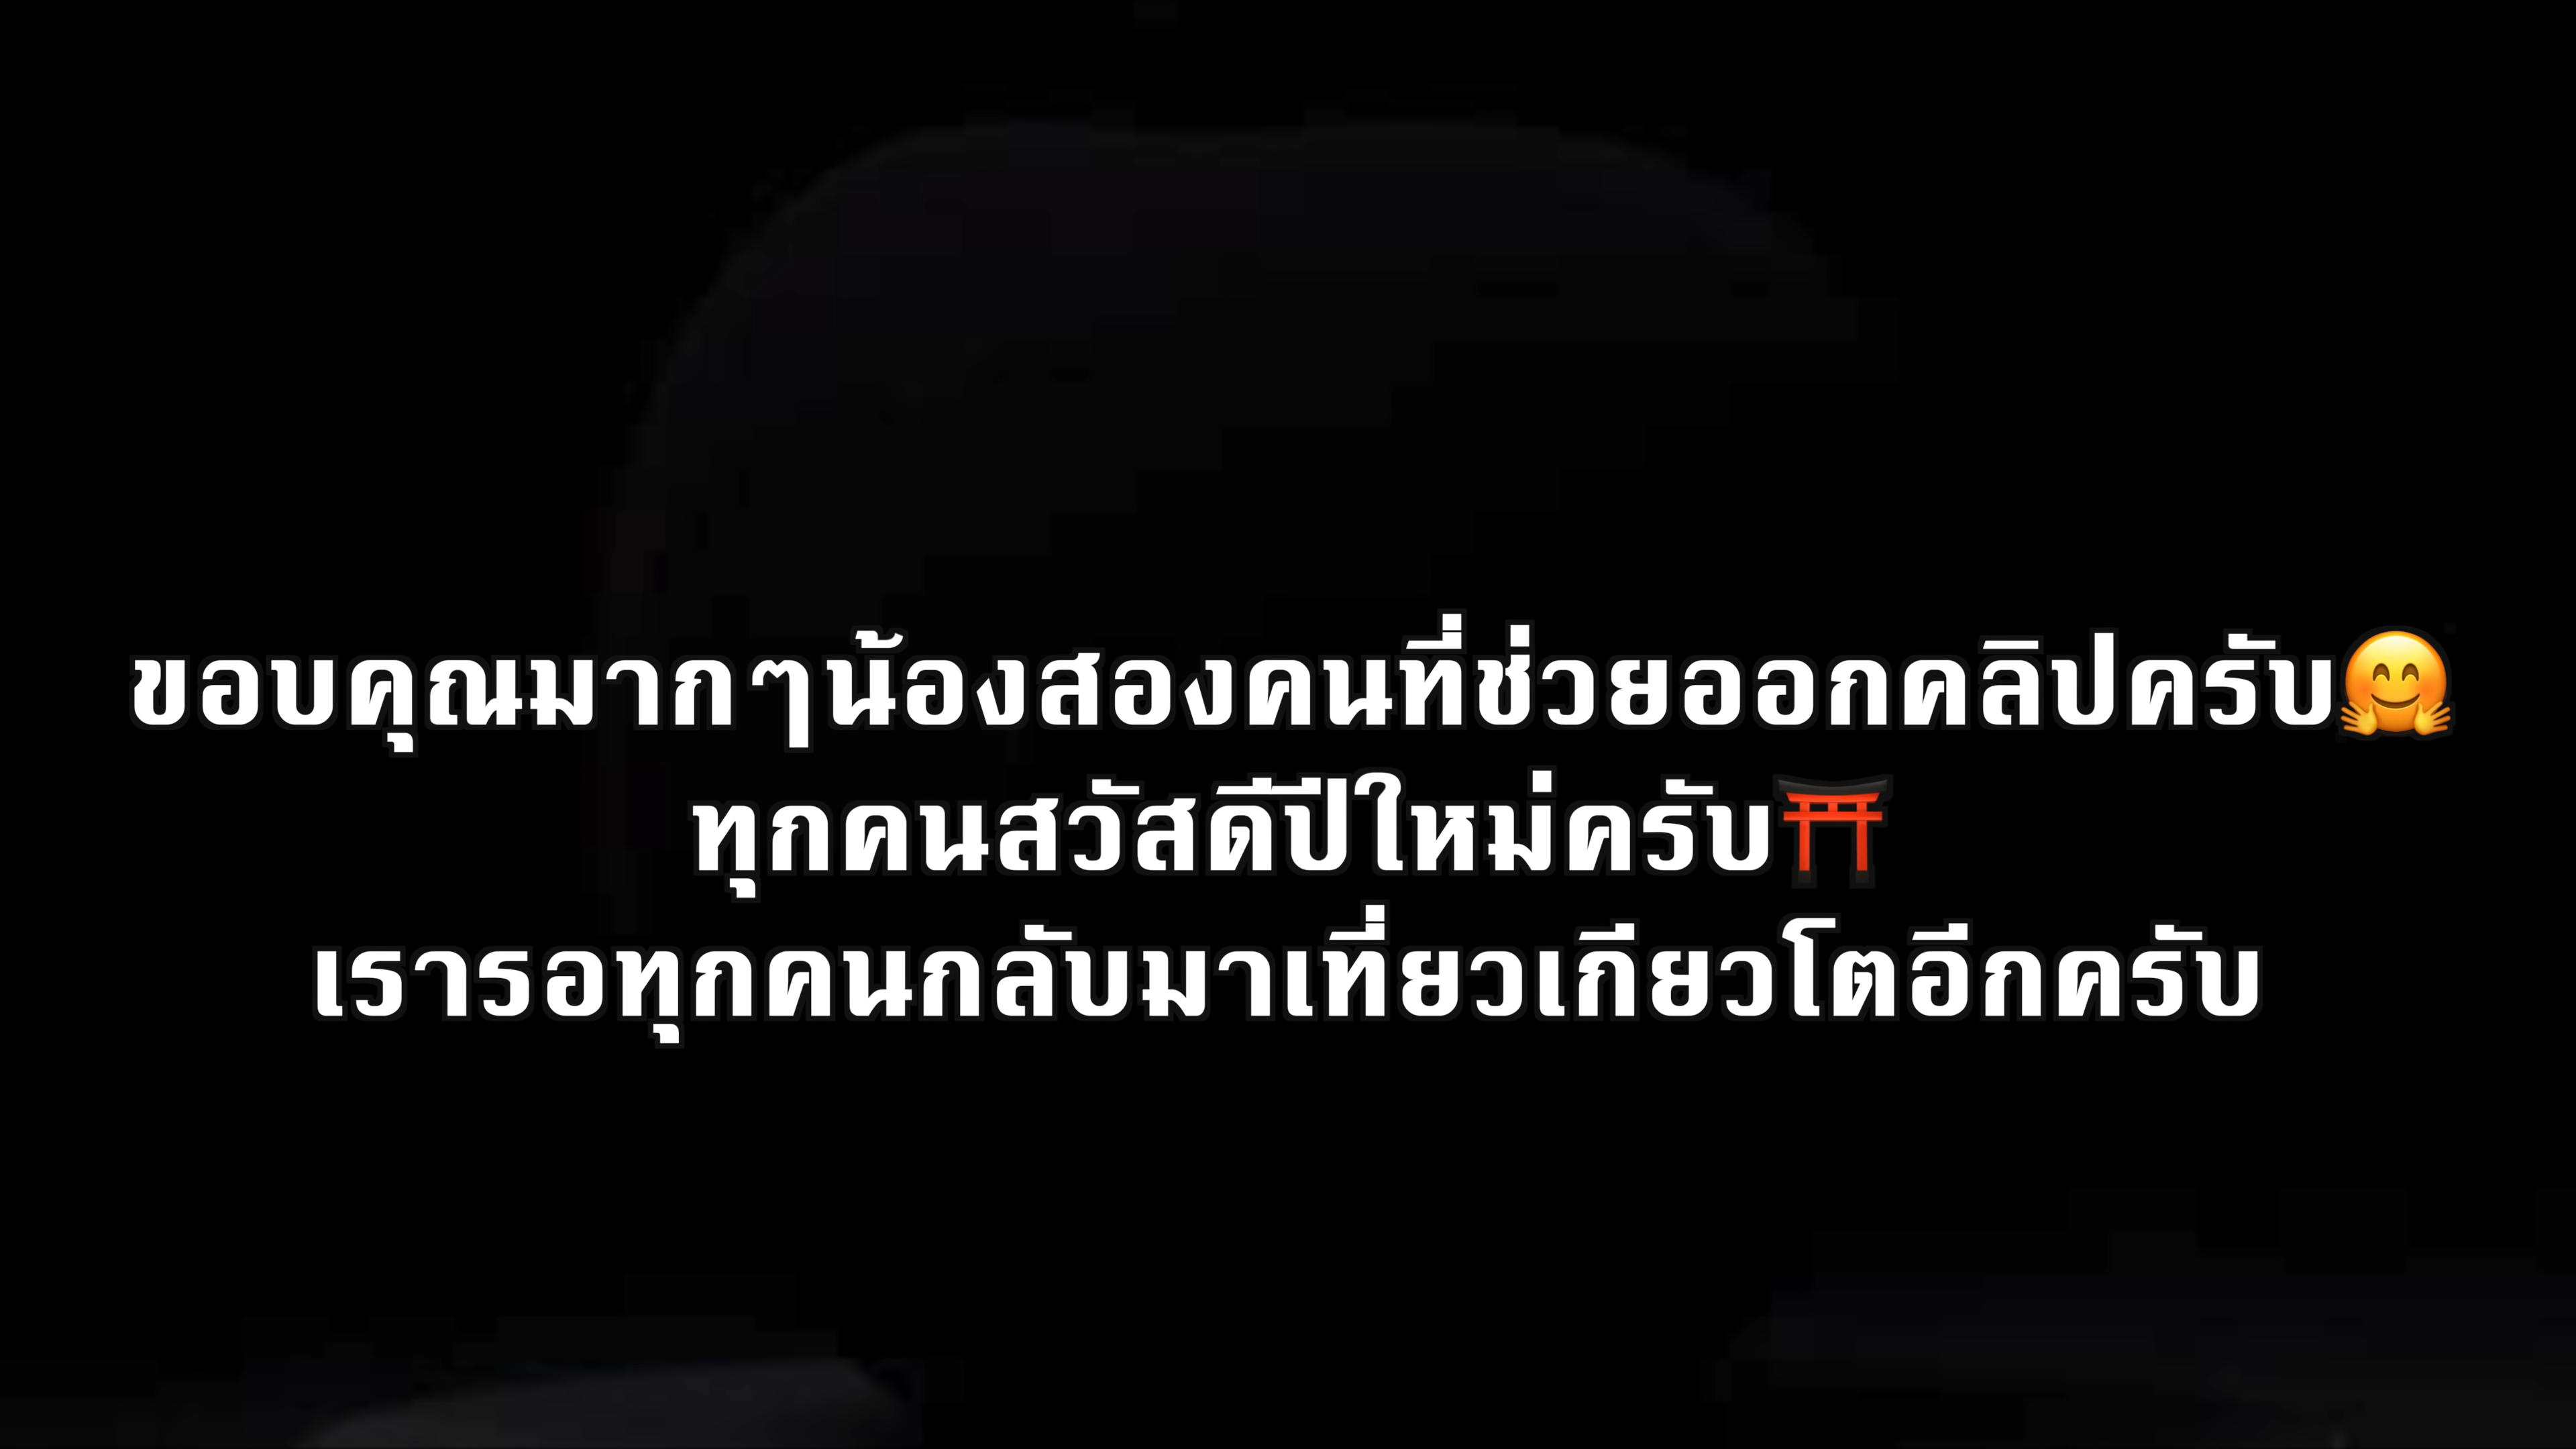 ขอบคุณมากๆน้องสองคนที่ช่วยออกคลิปครับ🤗
ทุกคนสวัสดีปีใหม่ครับ⛩️
เรารอทุกคนกลับมาเที่ยวเกียวโตอีกครับ